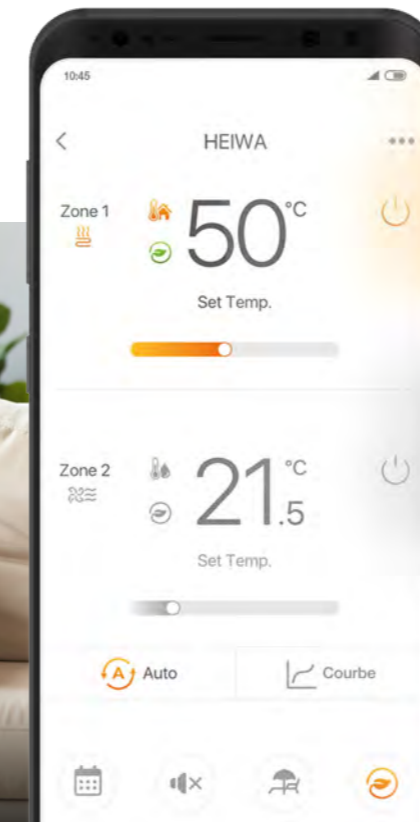 10:45
HEIWA
Zone 1
50°C
Set Temp.
Zone 2
21.5°C
Set Temp.
A Auto
Courbe